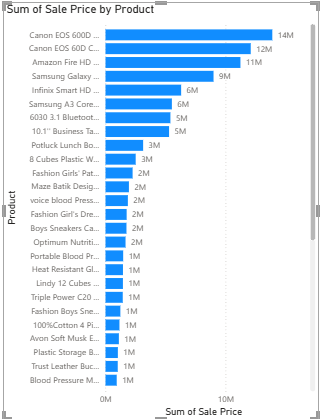 Sum of Sale Price by Product
Canon EOS 600D ... 14M
Canon EOS 60D C... 12M
Amazon Fire HD ... 11M
Samsung Galaxy ... 9M
Infinix Smart HD ... 6M
Samsung A3 Core... 6M
6030 3.1 Bluetoot... 5M
10.1'' Business Ta... 5M
Potluck Lunch Bo... 3M
8 Cubes Plastic W... 3M
Fashion Girls' Pat... 2M
Maze Batik Desig... 2M
voice blood Press... 2M
Fashion Girl's Dre... 2M
Boys Sneakers Ca... 2M
Optimum Nutriti... 2M
Portable Blood Pr... 1M
Heat Resistant Gl... 1M
Lindy 12 Cubes ... 1M
Triple Power C20 ... 1M
Fashion Boys Sne... 1M
100%Cotton 4 Pi... 1M
Avon Soft Musk E... 1M
Plastic Storage B... 1M
Trust Leather Buc... 1M
Blood Pressure M... 1M
Product
0M 10M
Sum of Sale Price